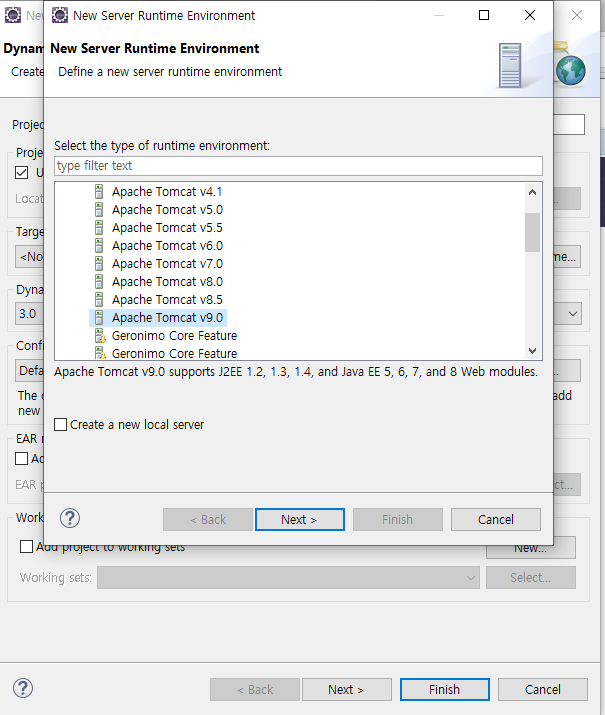 New
New Server Runtime Environment
New Server Runtime Environment
Define a new server runtime environment
Dynam
Create
Select the type of runtime environment:
type filter text
Apache Tomcat v4.1
Apache Tomcat v5.0
Apache Tomcat v5.5
Apache Tomcat v6.0
Apache Tomcat v7.0
Apache Tomcat v8.0
Apache Tomcat v8.5
Apache Tomcat v9.0
Geronimo Core Feature
Geronimo Core Feature
Apache Tomcat v9.0 supports J2EE 1.2, 1.3, 1.4, and Java EE 5, 6, 7, and 8 Web modules.
Create a new local server
< Back
Next >
Finish
Cancel
Projec
Proje
U
Locat
Targe
<No
me...
Dyna
3.0
Confi
Defa
...
The d
add
new
EAR
Ad
EAR p
ct...
Work
Add project to working sets
New...
Working sets:
Select...
< Back
Next >
Finish
Cancel